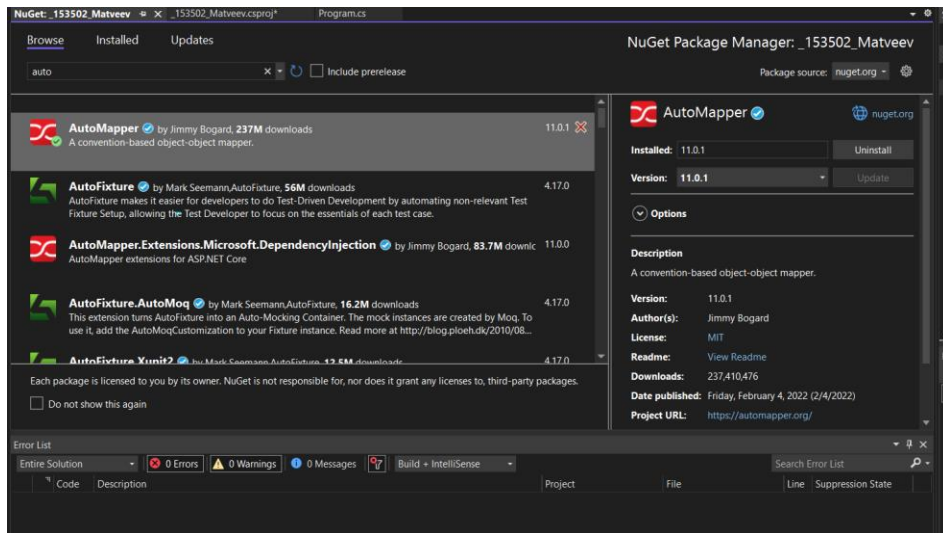 NuGet: _153502_Matveev
_153502_Matveev.csproj*
Program.cs
Browse
Installed
Updates
NuGet Package Manager: _153502_Matveev
auto
Include prerelease
Package source: nuget.org
AutoMapper by Jimmy Bogard, 237M downloads
11.0.1
A convention-based object-object mapper.
AutoFixture by Mark Seemann,AutoFixture, 56M downloads
4.17.0
AutoFixture makes it easier for developers to do Test-Driven Development by automating non-relevant Test
Fixture Setup, allowing the Test Developer to focus on the essentials of each test case.
AutoMapper.Extensions.Microsoft.DependencyInjection by Jimmy Bogard, 83.7M downlc
11.0.0
AutoMapper extensions for ASP.NET Core
AutoFixture.AutoMoq by Mark Seemann,AutoFixture, 16.2M downloads
4.17.0
This extension turns AutoFixture into an Auto-Mocking Container. The mock instances are created by Moq. To
use it, add the AutoMoqCustomization to your Fixture instance. Read more at http://blog.ploeh.dk/2010/08...
AutoFixture.Xunit2 by Mark Seemann,AutoFixture, 12.5M downloads
4.17.0
Each package is licensed to you by its owner. NuGet is not responsible for, nor does it grant any licenses to, third-party packages.
Do not show this again
AutoMapper
nuget.org
Installed: 11.0.1
Uninstall
Version: 11.0.1
Update
Options
Description
A convention-based object-object mapper.
Version: 11.0.1
Author(s): Jimmy Bogard
License: MIT
Readme: View Readme
Downloads: 237,410,476
Date published: Friday, February 4, 2022 (2/4/2022)
Project URL: https://automapper.org/
Error List
Entire Solution
0 Errors
0 Warnings
0 Messages
Build + IntelliSense
Search Error List
Code
Description
Project
File
Line
Suppression State